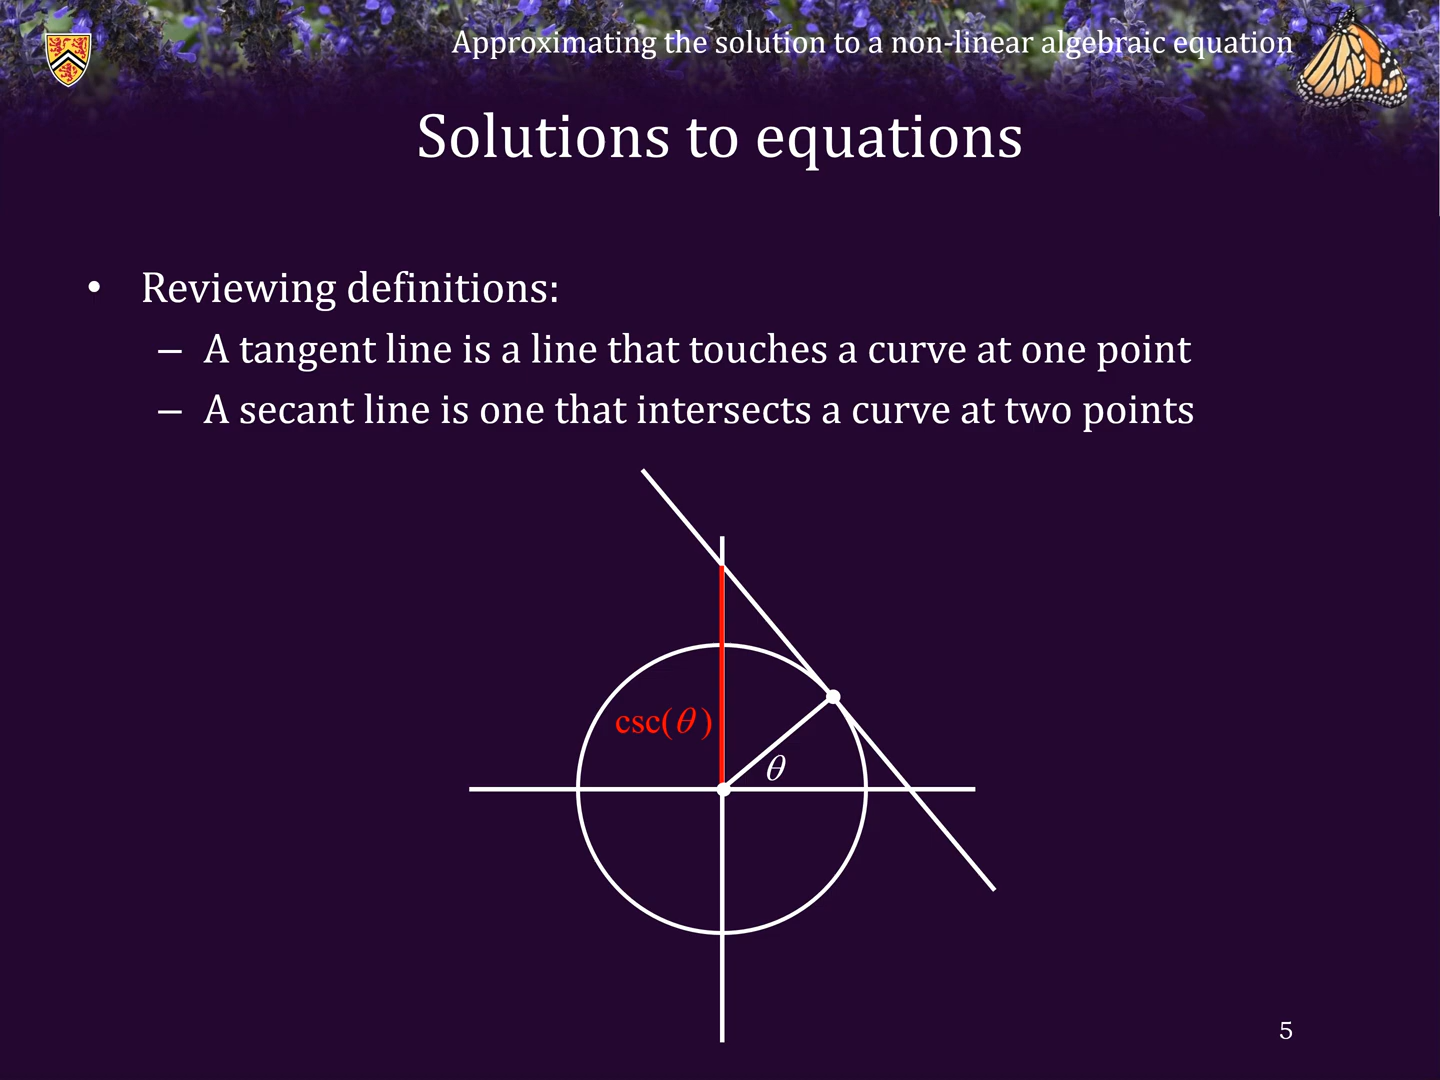 Approximating the solution to a non-linear algebraic equation
Solutions to equations
• Reviewing definitions:
– A tangent line is a line that touches a curve at one point
– A secant line is one that intersects a curve at two points
csc(θ)
θ
5